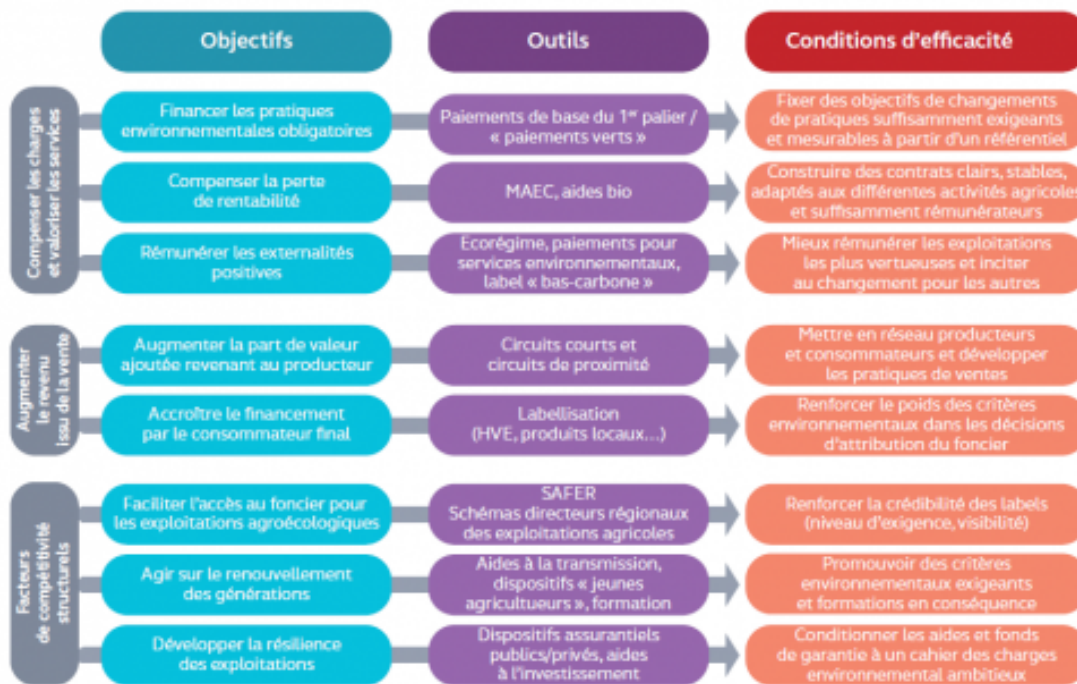 Objectifs
Outils
Conditions d'efficacité
Compenser les charges
et valoriser les services
Financer les pratiques
environnementales obligatoires
Paiements de base du 1er palier /
« paiements verts »
Fixer des objectifs de changements
de pratiques suffisamment exigeants
et mesurables à partir d'un référentiel
Compenser la perte
de rentabilité
MAEC, aides bio
Construire des contrats clairs, stables,
adaptés aux différentes activités agricoles
et suffisamment rémunérateurs
Rémunérer les externalités
positives
Ecorégime, paiements pour
services environnementaux,
label « bas-carbone »
Mieux rémunérer les exploitations
les plus vertueuses et inciter
au changement pour les autres
Augmenter
le revenu
issu de la vente
Augmenter la part de valeur
ajoutée revenant au producteur
Circuits courts et
circuits de proximité
Mettre en réseau producteurs
et consommateurs et développer
les pratiques de ventes
Accroître le financement
par le consommateur final
Labellisation
(HVE, produits locaux...)
Renforcer le poids des critères
environnementaux dans les décisions
d'attribution du foncier
Facteurs
de compétitivité
structurels
Faciliter l'accès au foncier pour
les exploitations agroécologiques
SAFER
Schémas directeurs régionaux
des exploitations agricoles
Renforcer la crédibilité des labels
(niveau d'exigence, visibilité)
Agir sur le renouvellement
des générations
Aides à la transmission,
dispositifs « jeunes
agricultueurs », formation
Promouvoir des critères
environnementaux exigeants
et formations en conséquence
Développer la résilience
des exploitations
Dispositifs assurantiels
publics/privés, aides
à l'investissement
Conditionner les aides et fonds
de garantie à un cahier des charges
environnemental ambitieux